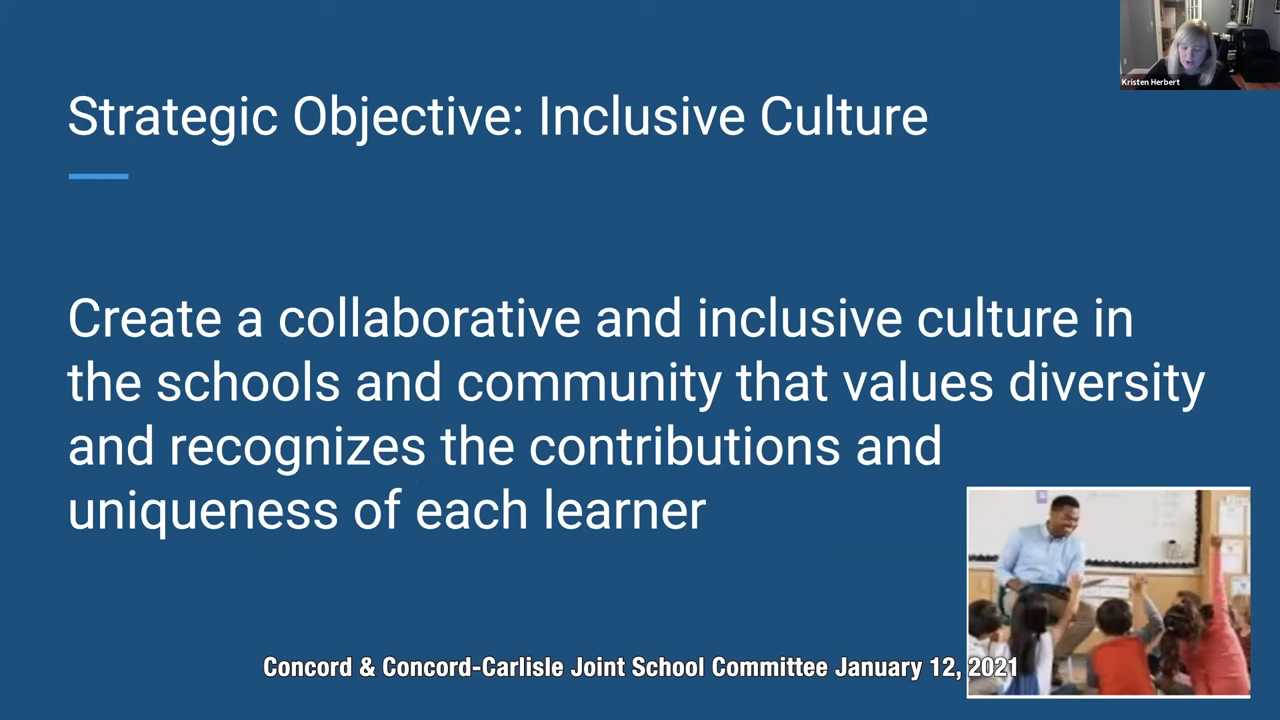 Kristen Herbert
Strategic Objective: Inclusive Culture
Create a collaborative and inclusive culture in
the schools and community that values diversity
and recognizes the contributions and
uniqueness of each learner
Concord & Concord-Carlisle Joint School Committee January 12, 2021